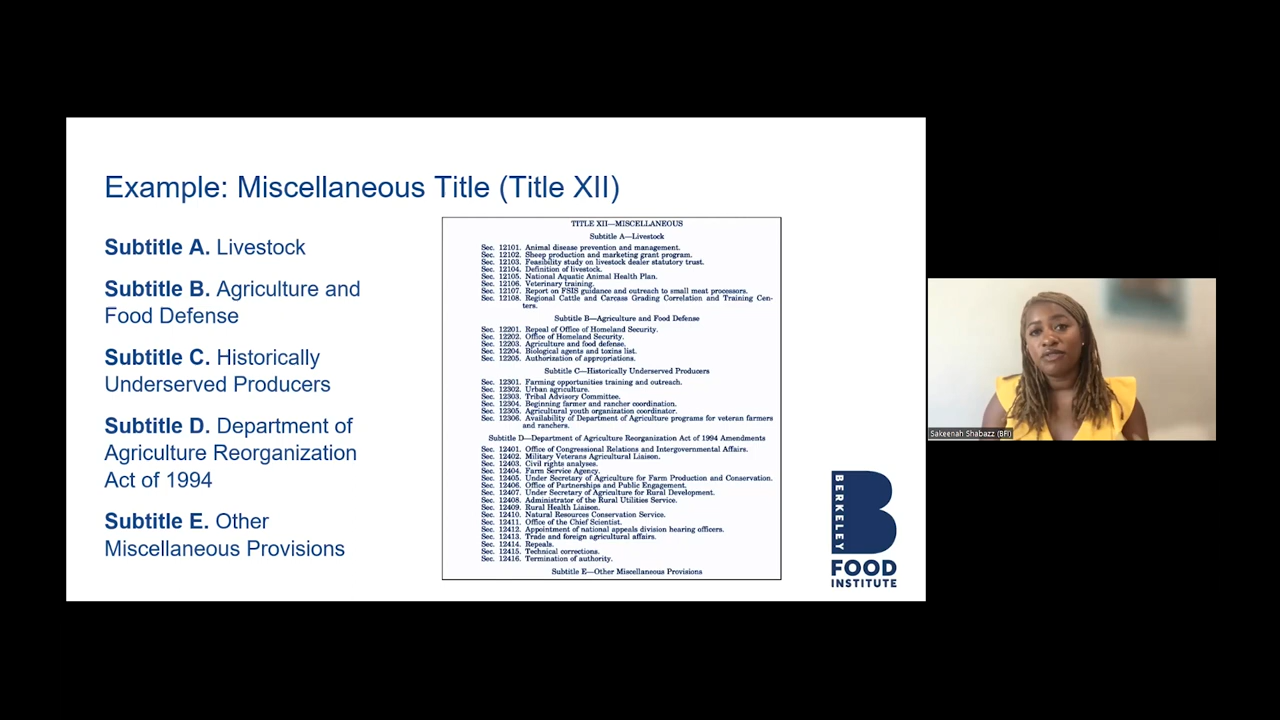 Example: Miscellaneous Title (Title XII)
Subtitle A. Livestock
Subtitle B. Agriculture and
Food Defense
Subtitle C. Historically
Underserved Producers
Subtitle D. Department of
Agriculture Reorganization
Act of 1994
Subtitle E. Other
Miscellaneous Provisions
TITLE XII—MISCELLANEOUS
Subtitle A—Livestock
Sec. 12101. Animal disease prevention and management.
Sec. 12102. Sheep production and marketing grant program.
Sec. 12103. Feasibility study on livestock dealer statutory trust.
Sec. 12104. Definition of livestock.
Sec. 12105. National Aquatic Animal Health Plan.
Sec. 12106. Veterinary training.
Sec. 12107. Report on FSIS guidance and outreach to small meat processors.
Sec. 12108. Regional Cattle and Carcass Grading Correlation and Training Cen-
ters.
Subtitle B—Agriculture and Food Defense
Sec. 12201. Repeal of Office of Homeland Security.
Sec. 12202. Office of Homeland Security.
Sec. 12203. Agriculture and food defense.
Sec. 12204. Biological agents and toxins list.
Sec. 12205. Authorization of appropriations.
Subtitle C—Historically Underserved Producers
Sec. 12301. Farming opportunities training and outreach.
Sec. 12302. Urban agriculture.
Sec. 12303. Tribal Advisory Committee.
Sec. 12304. Beginning farmer and rancher coordination.
Sec. 12305. Agricultural youth organization coordinator.
Sec. 12306. Availability of Department of Agriculture programs for veteran farmers
and ranchers.
Subtitle D—Department of Agriculture Reorganization Act of 1994 Amendments
Sec. 12401. Office of Congressional Relations and Intergovernmental Affairs.
Sec. 12402. Military Veterans Agricultural Liaison.
Sec. 12403. Civil rights analyses.
Sec. 12404. Farm Service Agency.
Sec. 12405. Under Secretary of Agriculture for Farm Production and Conservation.
Sec. 12406. Office of Partnerships and Public Engagement.
Sec. 12407. Under Secretary of Agriculture for Rural Development.
Sec. 12408. Administrator of the Rural Utilities Service.
Sec. 12409. Rural Health Liaison.
Sec. 12410. Natural Resources Conservation Service.
Sec. 12411. Office of the Chief Scientist.
Sec. 12412. Appointment of national appeals division hearing officers.
Sec. 12413. Trade and foreign agricultural affairs.
Sec. 12414. Repeals.
Sec. 12415. Technical corrections.
Sec. 12416. Termination of authority.
Subtitle E—Other Miscellaneous Provisions
BERKELEY
B
FOOD
INSTITUTE
Sakeenah Shabazz (BFI)